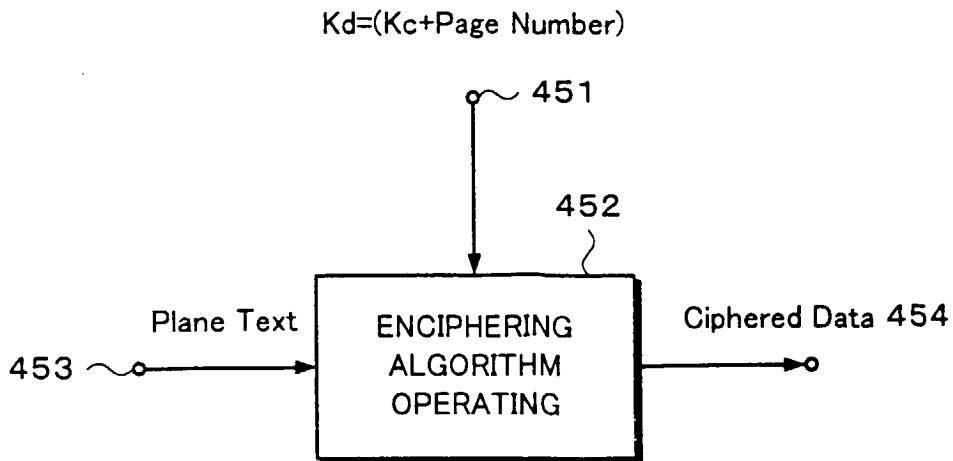 Kd=(Kc+Page Number)
451
452
Plane Text
453
ENCIPHERING
ALGORITHM
OPERATING
Ciphered Data 454